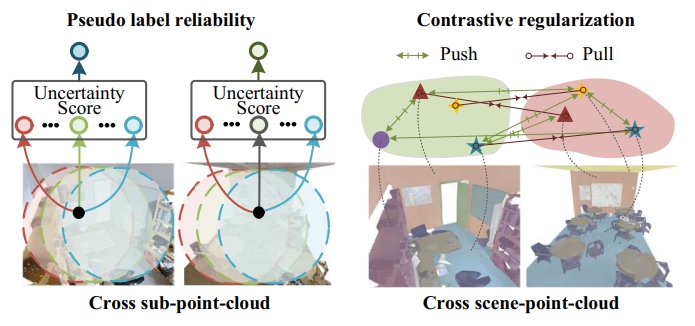 Pseudo label reliability
Contrastive regularization
Push
Pull
Uncertainty
Score
Uncertainty
Score
Cross sub-point-cloud
Cross scene-point-cloud